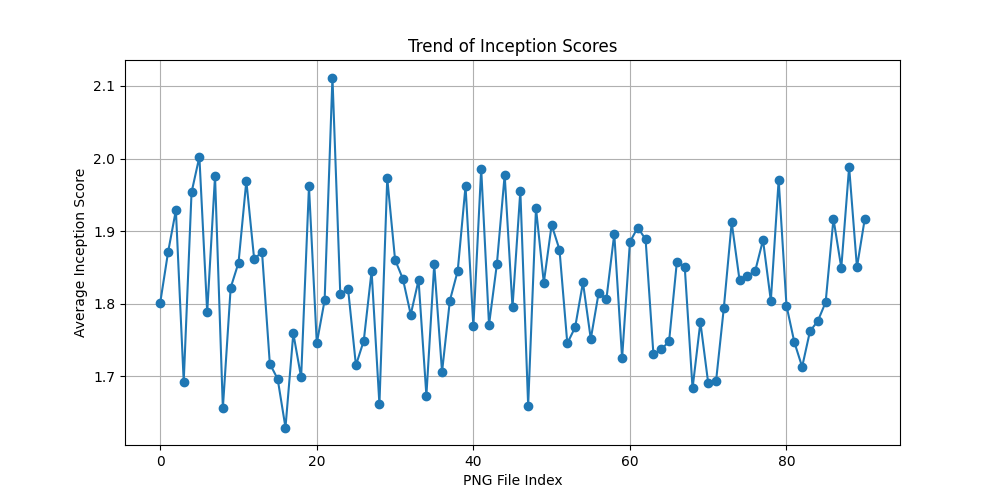 Trend of Inception Scores
2.1
2.0
1.9
1.8
1.7
Average Inception Score
0 20 40 60 80
PNG File Index